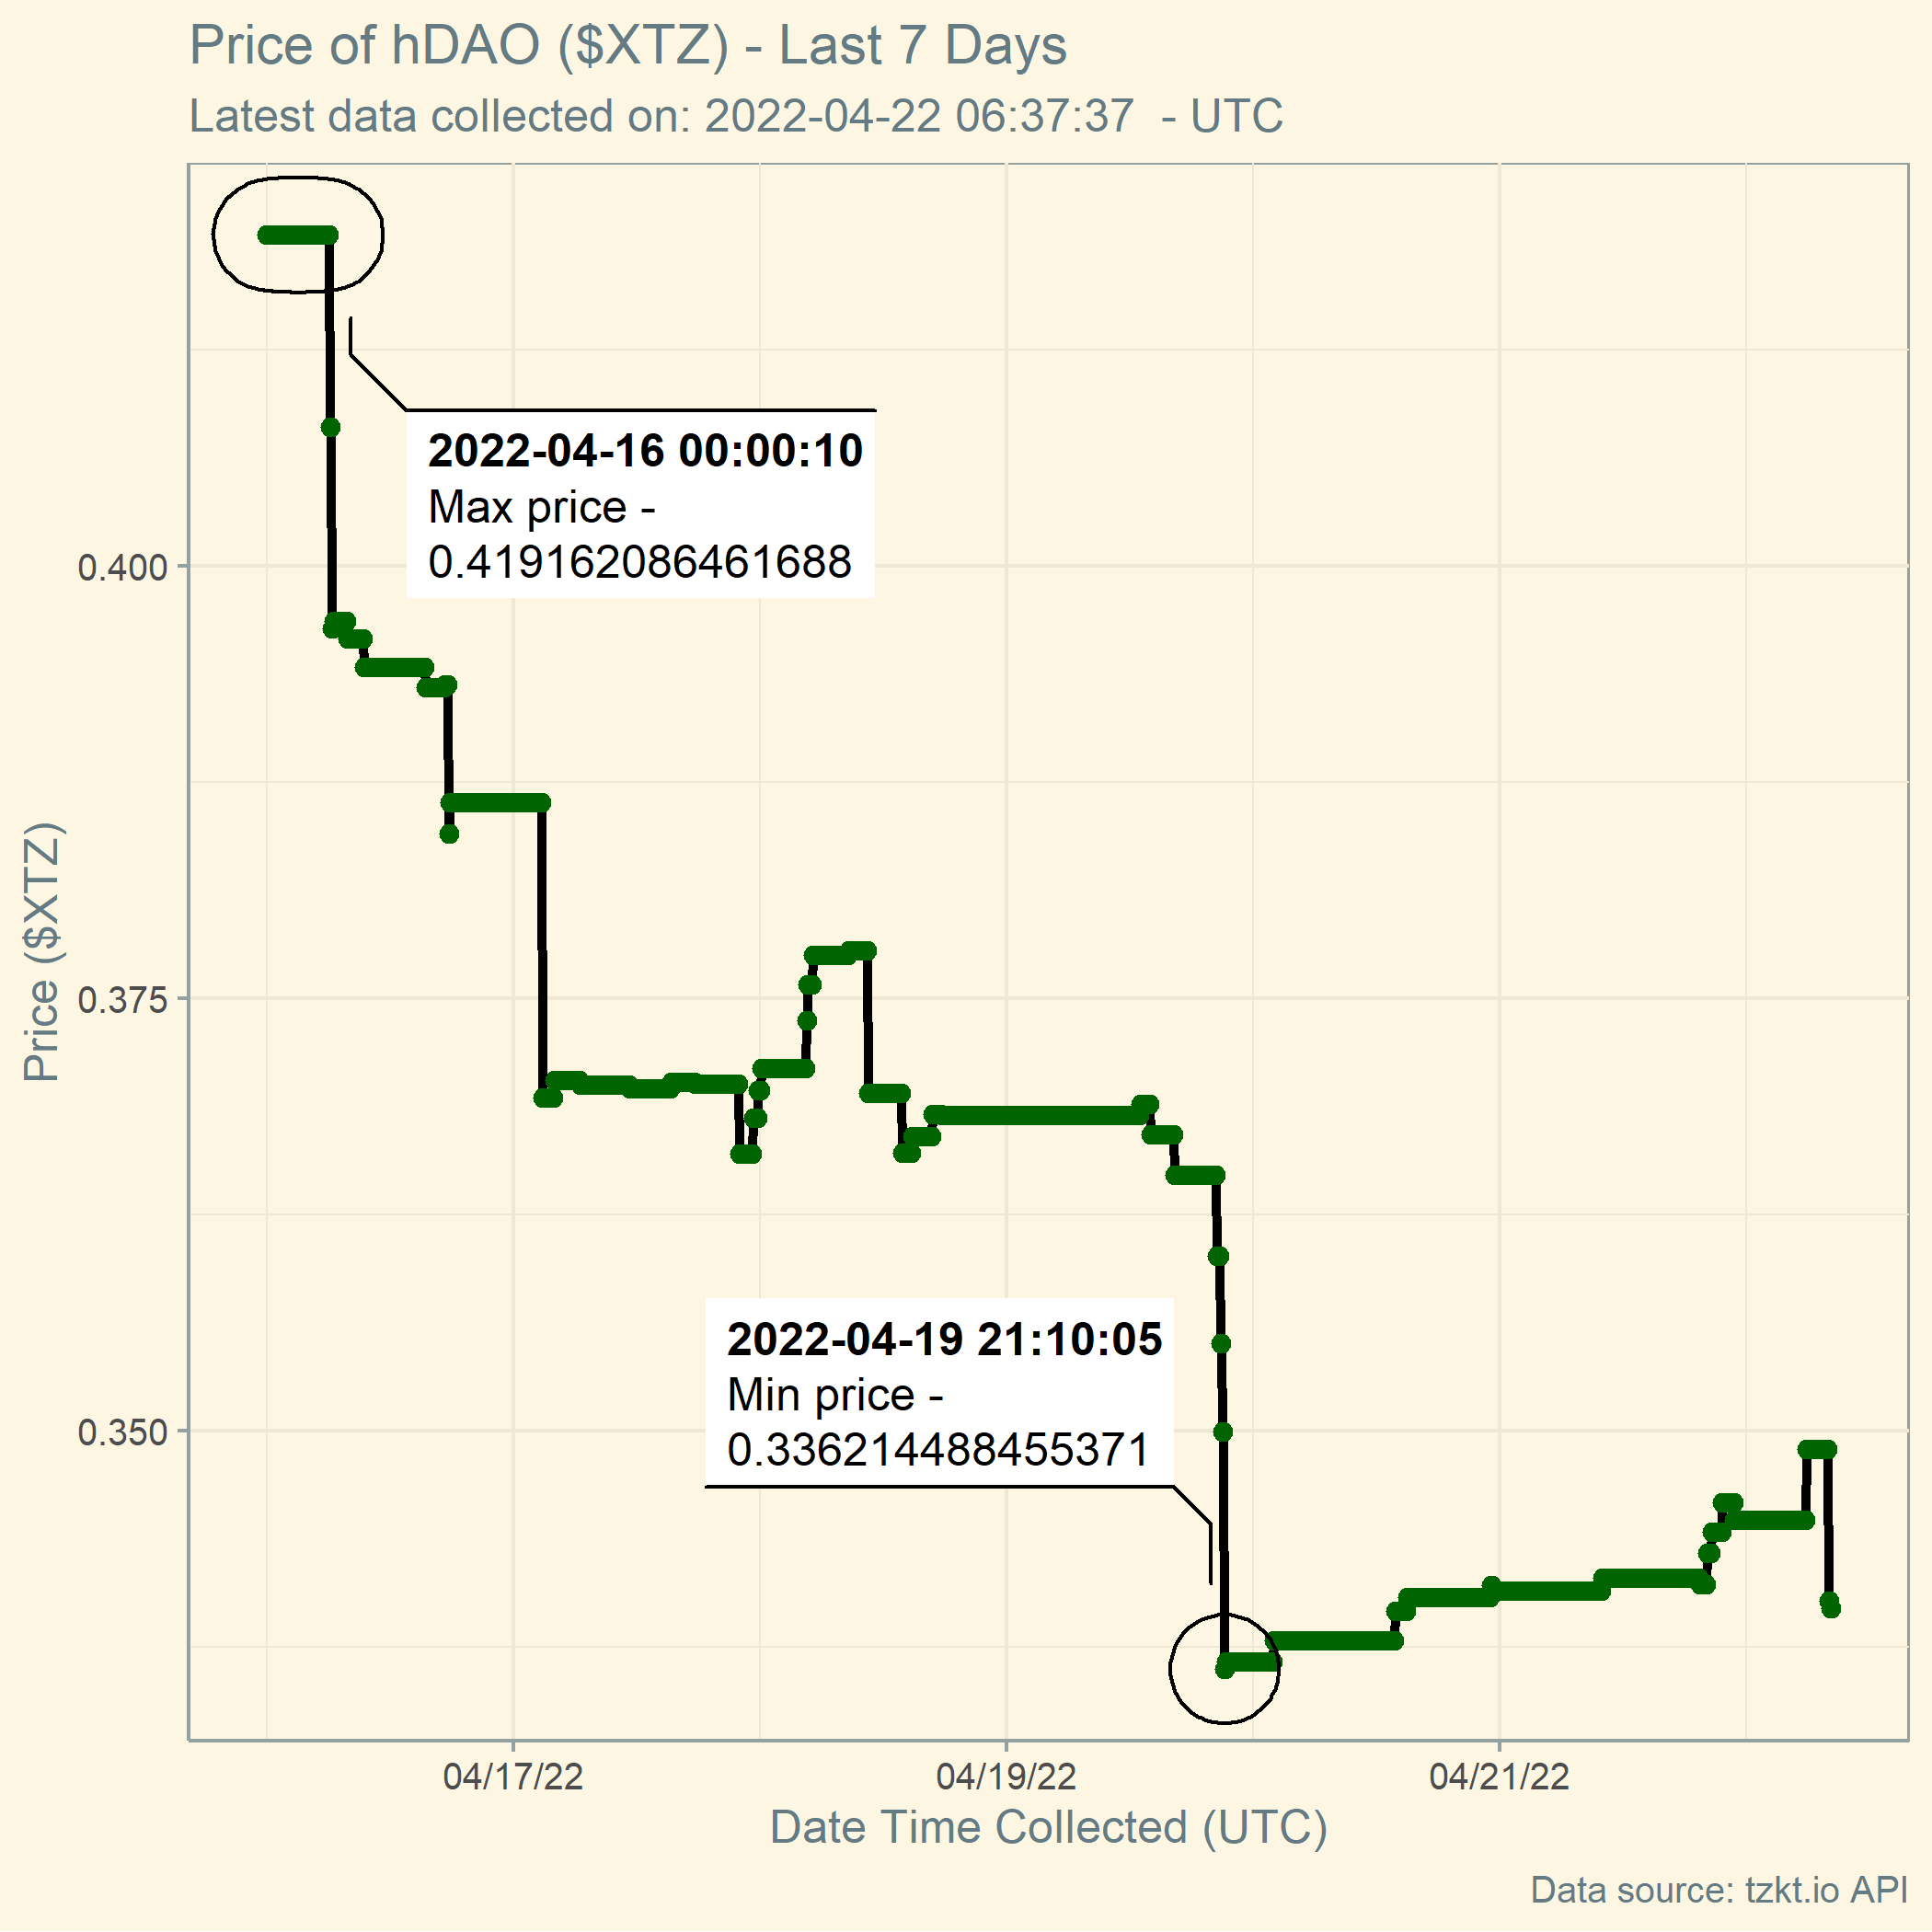 Price of hDAO ($XTZ) - Last 7 Days
Latest data collected on: 2022-04-22 06:37:37  - UTC
2022-04-16 00:00:10
Max price -
0.419162086461688
0.400
0.375
0.350
Price ($XTZ)
2022-04-19 21:10:05
Min price -
0.336214488455371
04/17/22
04/19/22
04/21/22
Date Time Collected (UTC)
Data source: tzkt.io API